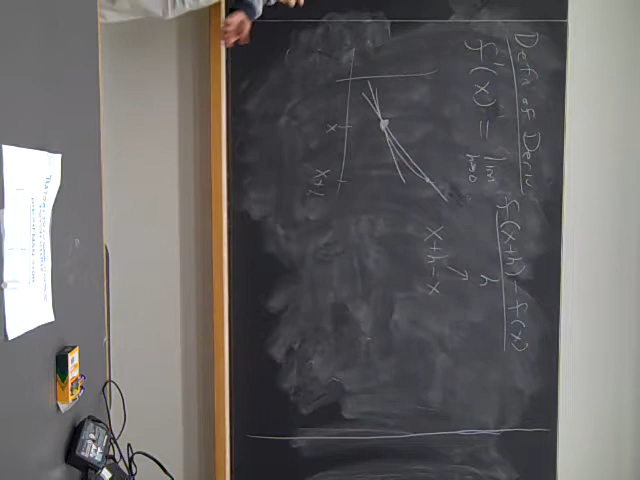 Defn of Deriv
f'(x) = lim h→0 f(x+h) - f(x) / h
x+h-x
x
x+h